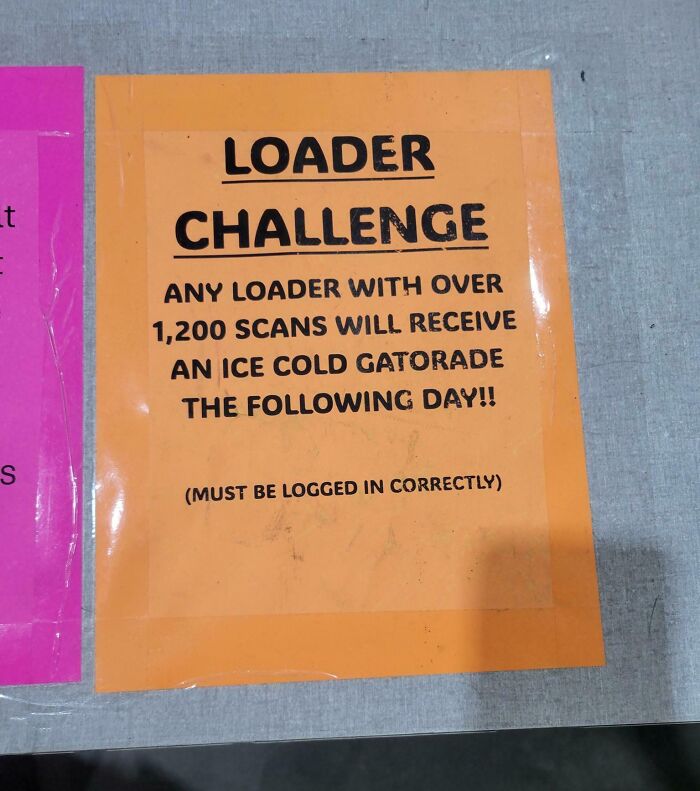 LOADER
CHALLENGE
ANY LOADER WITH OVER
1,200 SCANS WILL RECEIVE
AN ICE COLD GATORADE
THE FOLLOWING DAY!!
(MUST BE LOGGED IN CORRECTLY)